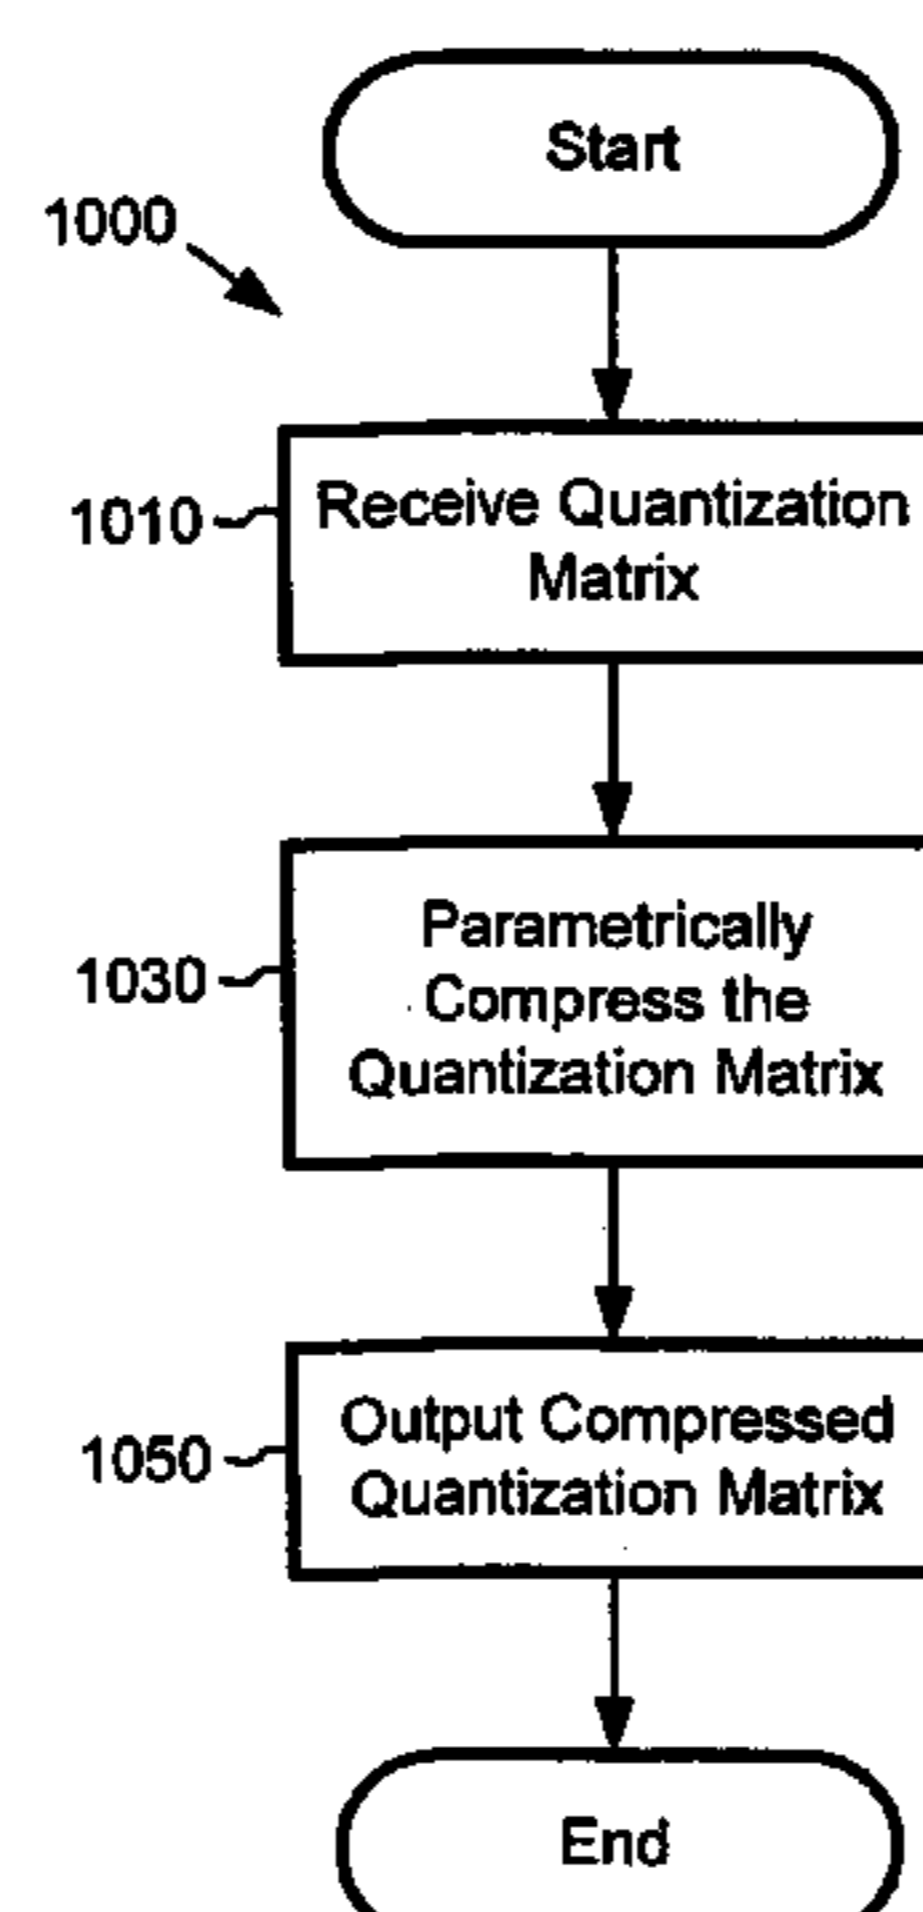 Start
1000
1010
Receive Quantization
Matrix
1030
Parametrically
Compress the
Quantization Matrix
1050
Output Compressed
Quantization Matrix
End